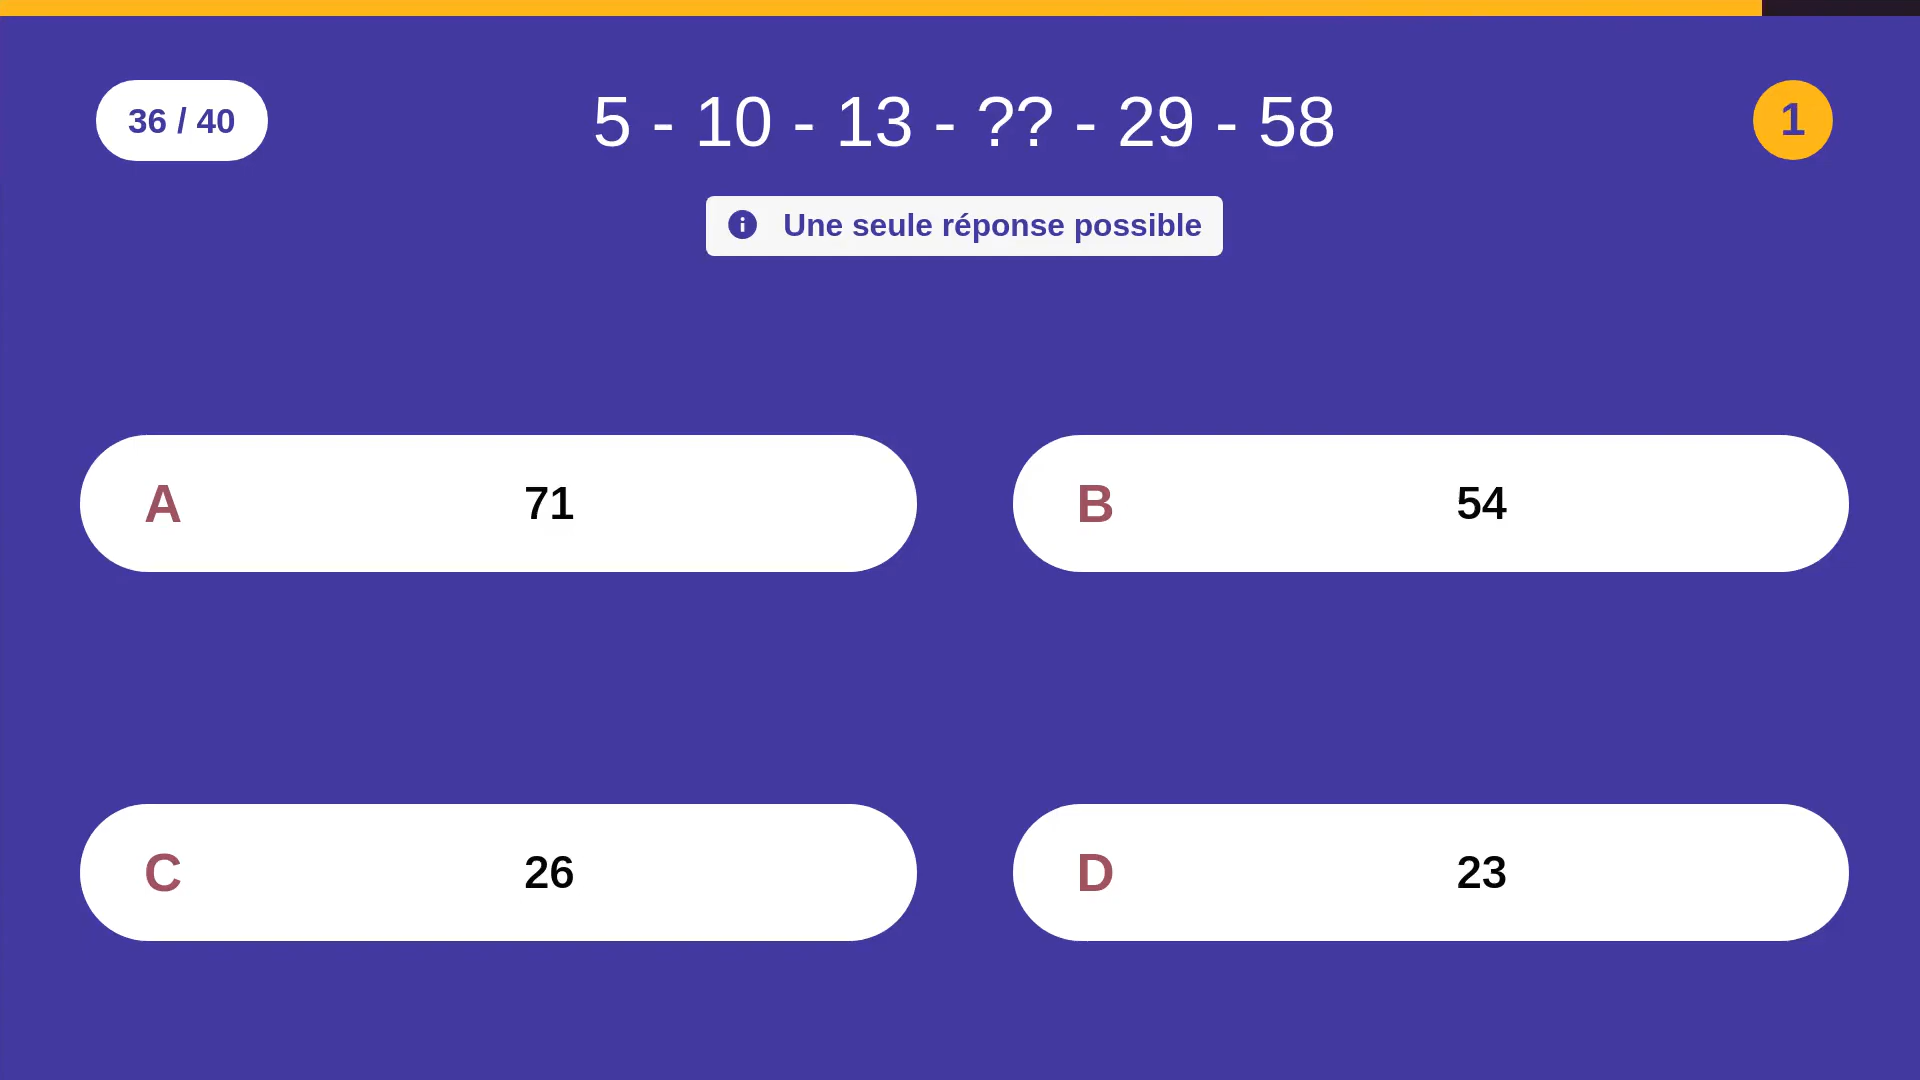 36 / 40
5 - 10 - 13 - ?? - 29 - 58
1
Une seule réponse possible
A 71
B 54
C 26
D 23